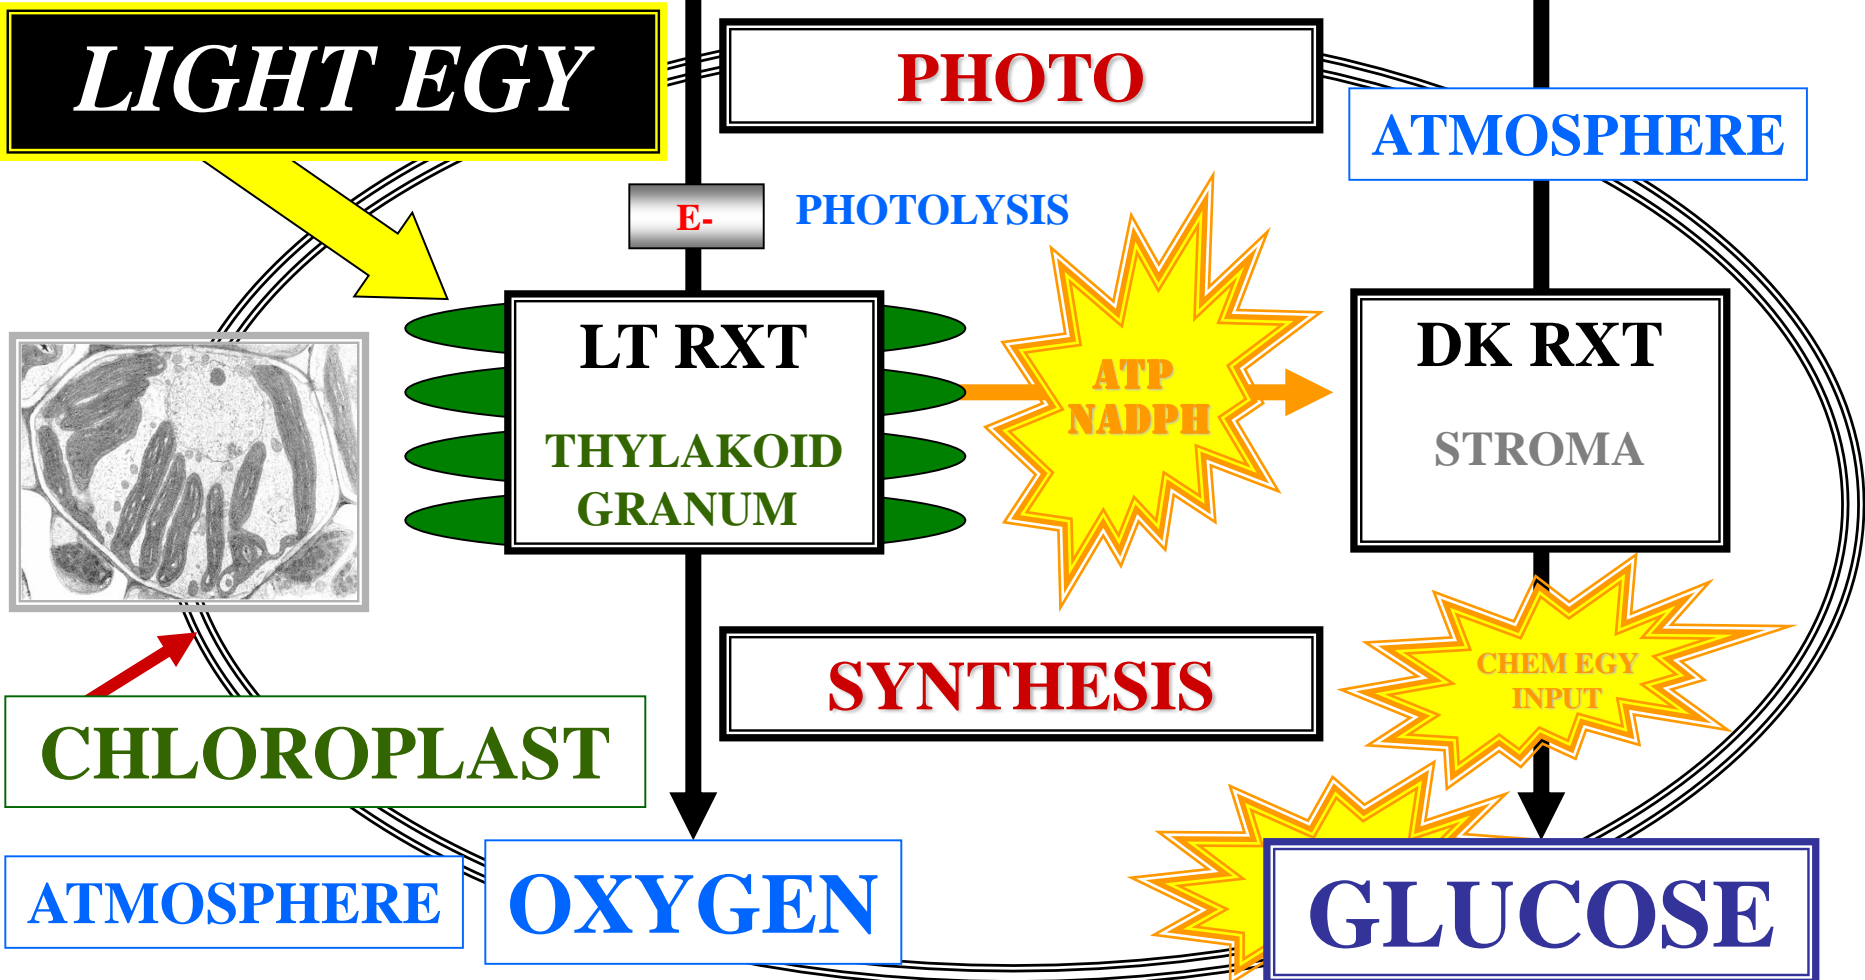 LIGHT EGY
PHOTO
ATMOSPHERE
E-
PHOTOLYSIS
LT RXT
THYLAKOID
GRANUM
ATP
NADPH
DK RXT
STROMA
SYNTHESIS
CHEM EGY
INPUT
CHLOROPLAST
ATMOSPHERE
OXYGEN
GLUCOSE